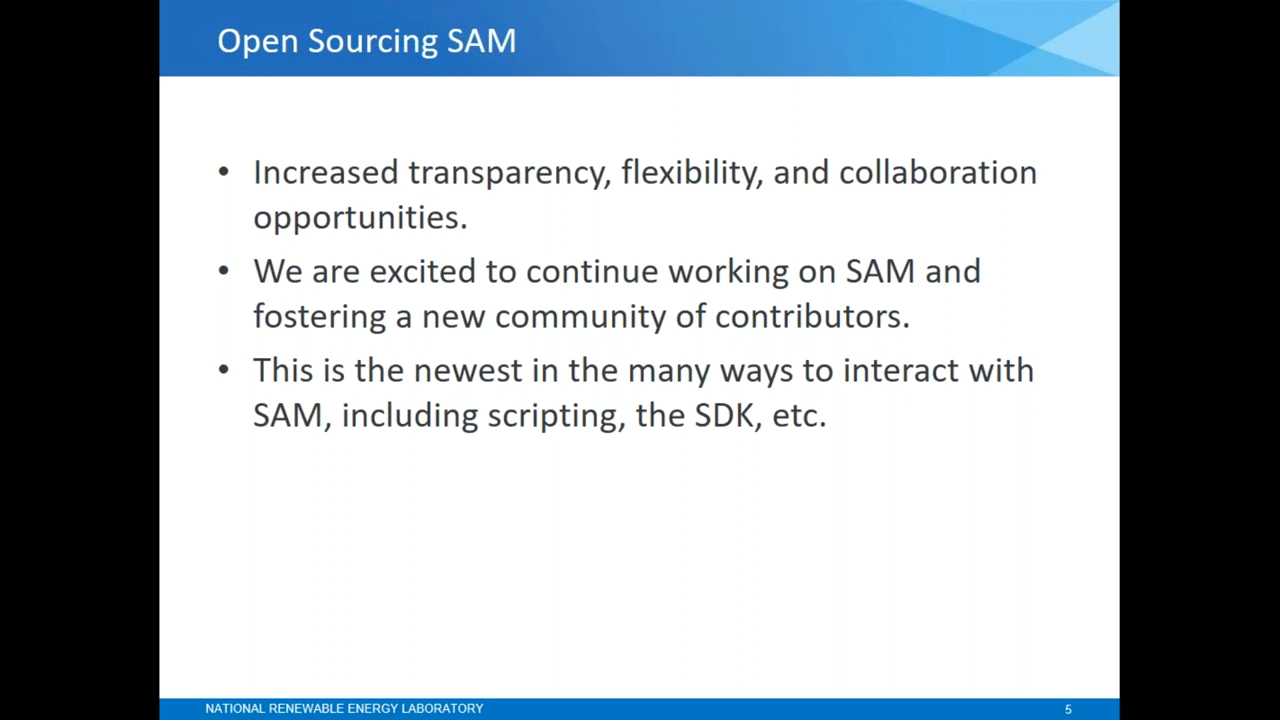 Open Sourcing SAM
• Increased transparency, flexibility, and collaboration
opportunities.
• We are excited to continue working on SAM and
fostering a new community of contributors.
• This is the newest in the many ways to interact with
SAM, including scripting, the SDK, etc.
NATIONAL RENEWABLE ENERGY LABORATORY
5